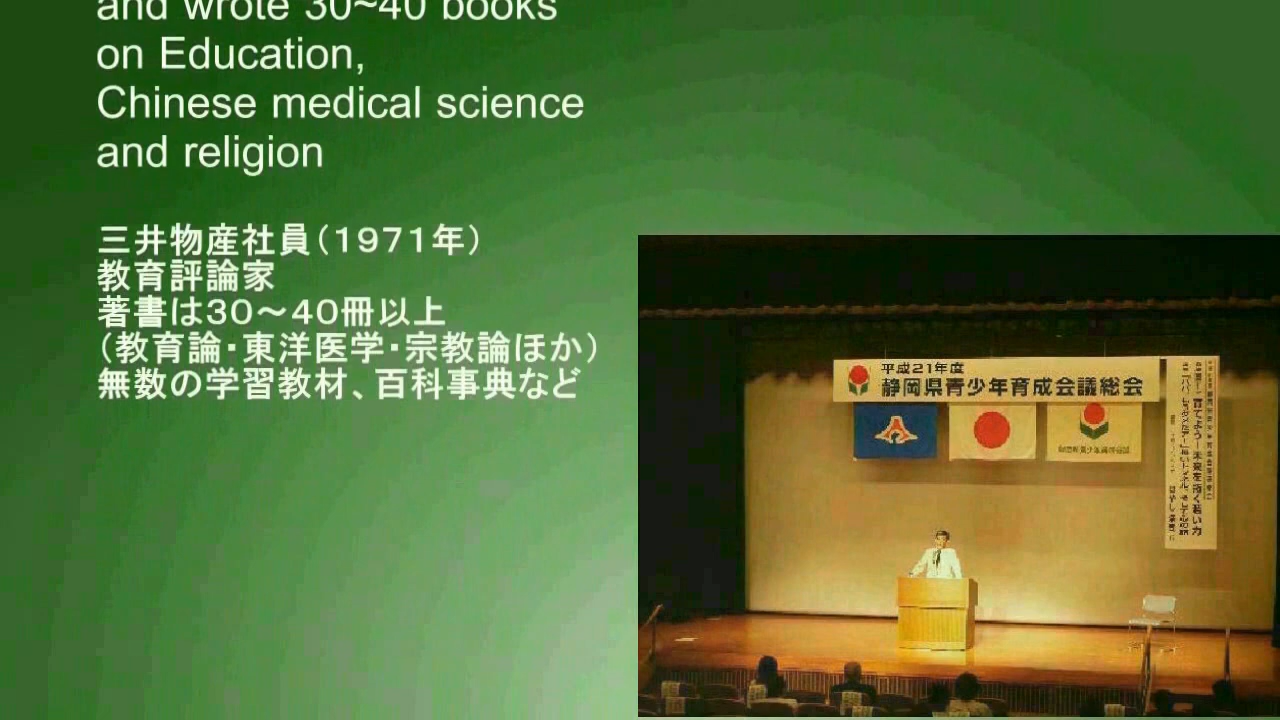 and wrote 30~40 books
on Education,
Chinese medical science
and religion
三井物産社員（1971年）
教育評論家
著書は30～40冊以上
（教育論・東洋医学・宗教論ほか）
無数の学習教材、百科事典など
平成21年度
静岡県青少年育成会議総会